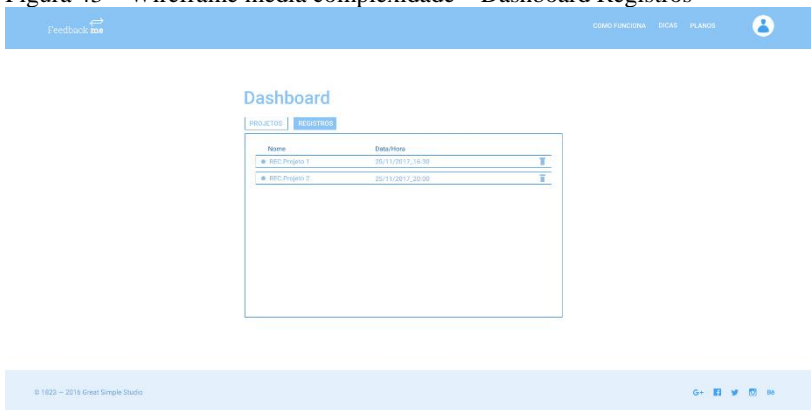 Figura 45 – Wireframe média complexidade – Dashboard Registros
Feedback me
COMO FUNCIONA DICAS PLANOS
Dashboard
PROJETOS REGISTROS
Nome Data/Hora
REC Projeto 1 25/11/2017_16:30
REC Projeto 2 25/11/2017_20:00
© 1823 — 2016 Great Simple Studio
G+ Bē